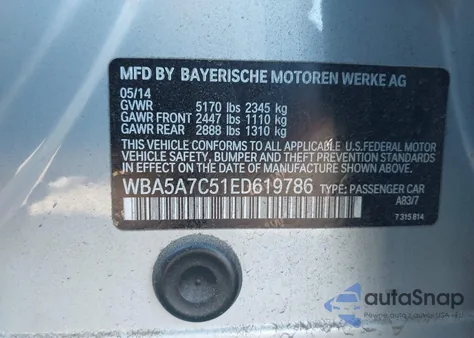 MFD BY BAYERISCHE MOTOREN WERKE AG
05/14
GVWR 5170 lbs 2345 kg
GAWR FRONT 2447 lbs 1110 kg
GAWR REAR 2888 lbs 1310 kg
THIS VEHICLE CONFORMS TO ALL APPLICABLE U.S. FEDERAL MOTOR
VEHICLE SAFETY, BUMPER AND THEFT PREVENTION STANDARDS IN
EFFECT ON THE DATE OF MANUFACTURE SHOWN ABOVE.
WBA5A7C51ED619786 TYPE: PASSENGER CAR
A83/7
7 315 814
autoSnap